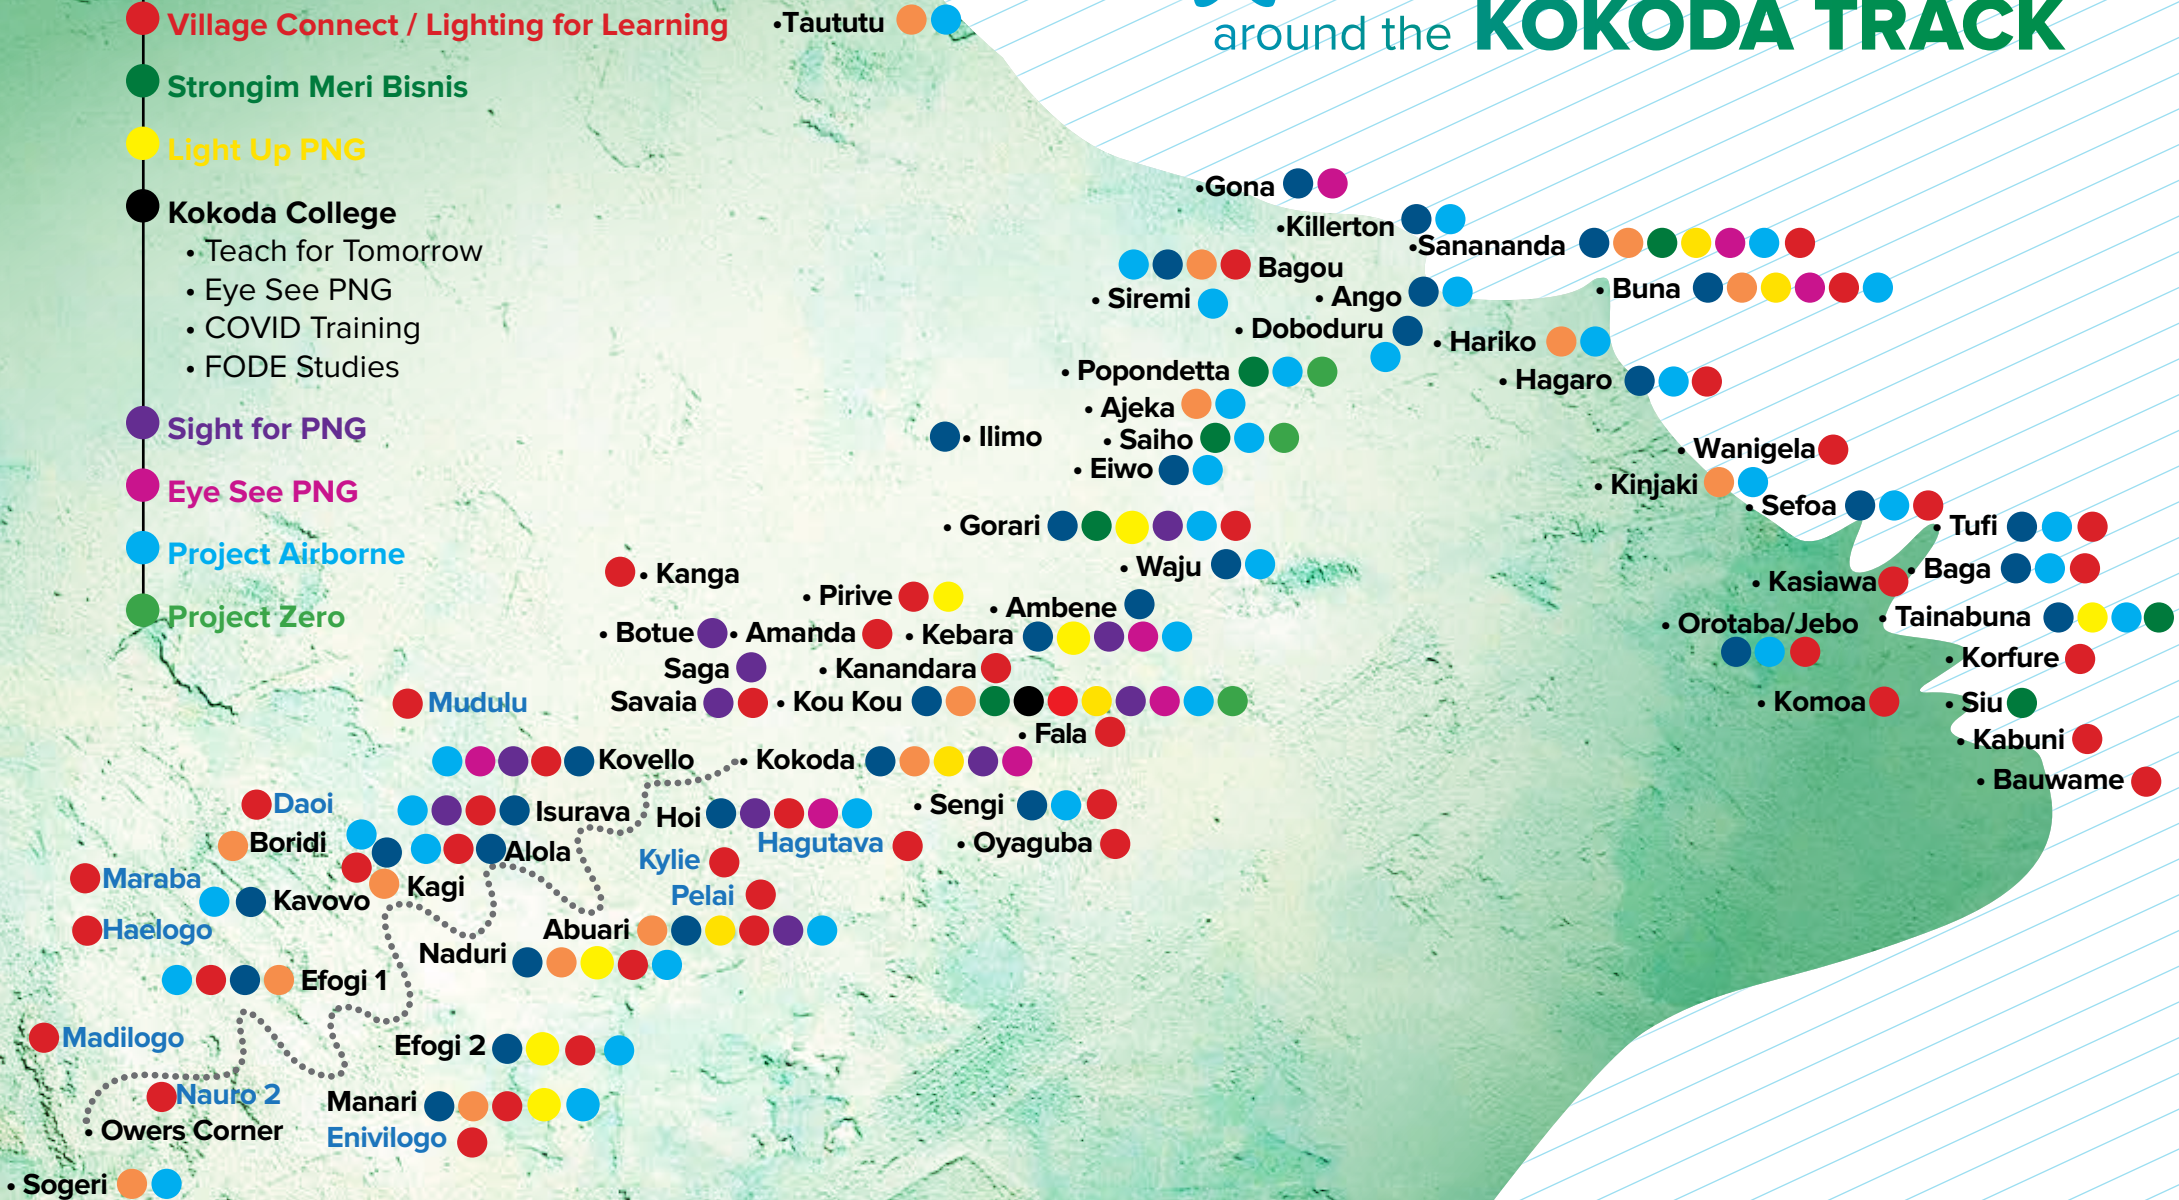 Village Connect / Lighting for Learning
Strongim Meri Bisnis
Light Up PNG
Kokoda College
• Teach for Tomorrow
• Eye See PNG
• COVID Training
• FODE Studies
Sight for PNG
Eye See PNG
Project Airborne
Project Zero
around the KOKODA TRACK
•Taututu
•Gona
•Killerton
•Sanananda
Bagou
• Siremi
• Ango
• Buna
• Doboduru
• Hariko
• Popondetta
• Hagaro
• Ajeka
• Ilimo
• Saiho
• Eiwo
• Wanigela
• Kinjaki
• Sefoa
• Gorari
• Tufi
• Waju
• Baga
• Kanga
• Kasiawa
• Pirive
• Ambene
• Tainabuna
• Orotaba/Jebo
• Botue
• Amanda
• Kebara
Saga
• Kanandara
• Korfure
Mudulu
Savaia
• Kou Kou
• Komoa
• Siu
• Fala
• Kabuni
Kovello
• Kokoda
• Bauwame
Daoi
Isurava
Hoi
• Sengi
Boridi
Alola
Hagutava
• Oyaguba
Kylie
Maraba
Kagi
Pelai
Kavovo
Haelogo
Abuari
Naduri
Efogi 1
Madilogo
Efogi 2
Nauro 2
Manari
• Owers Corner
Enivilogo
• Sogeri